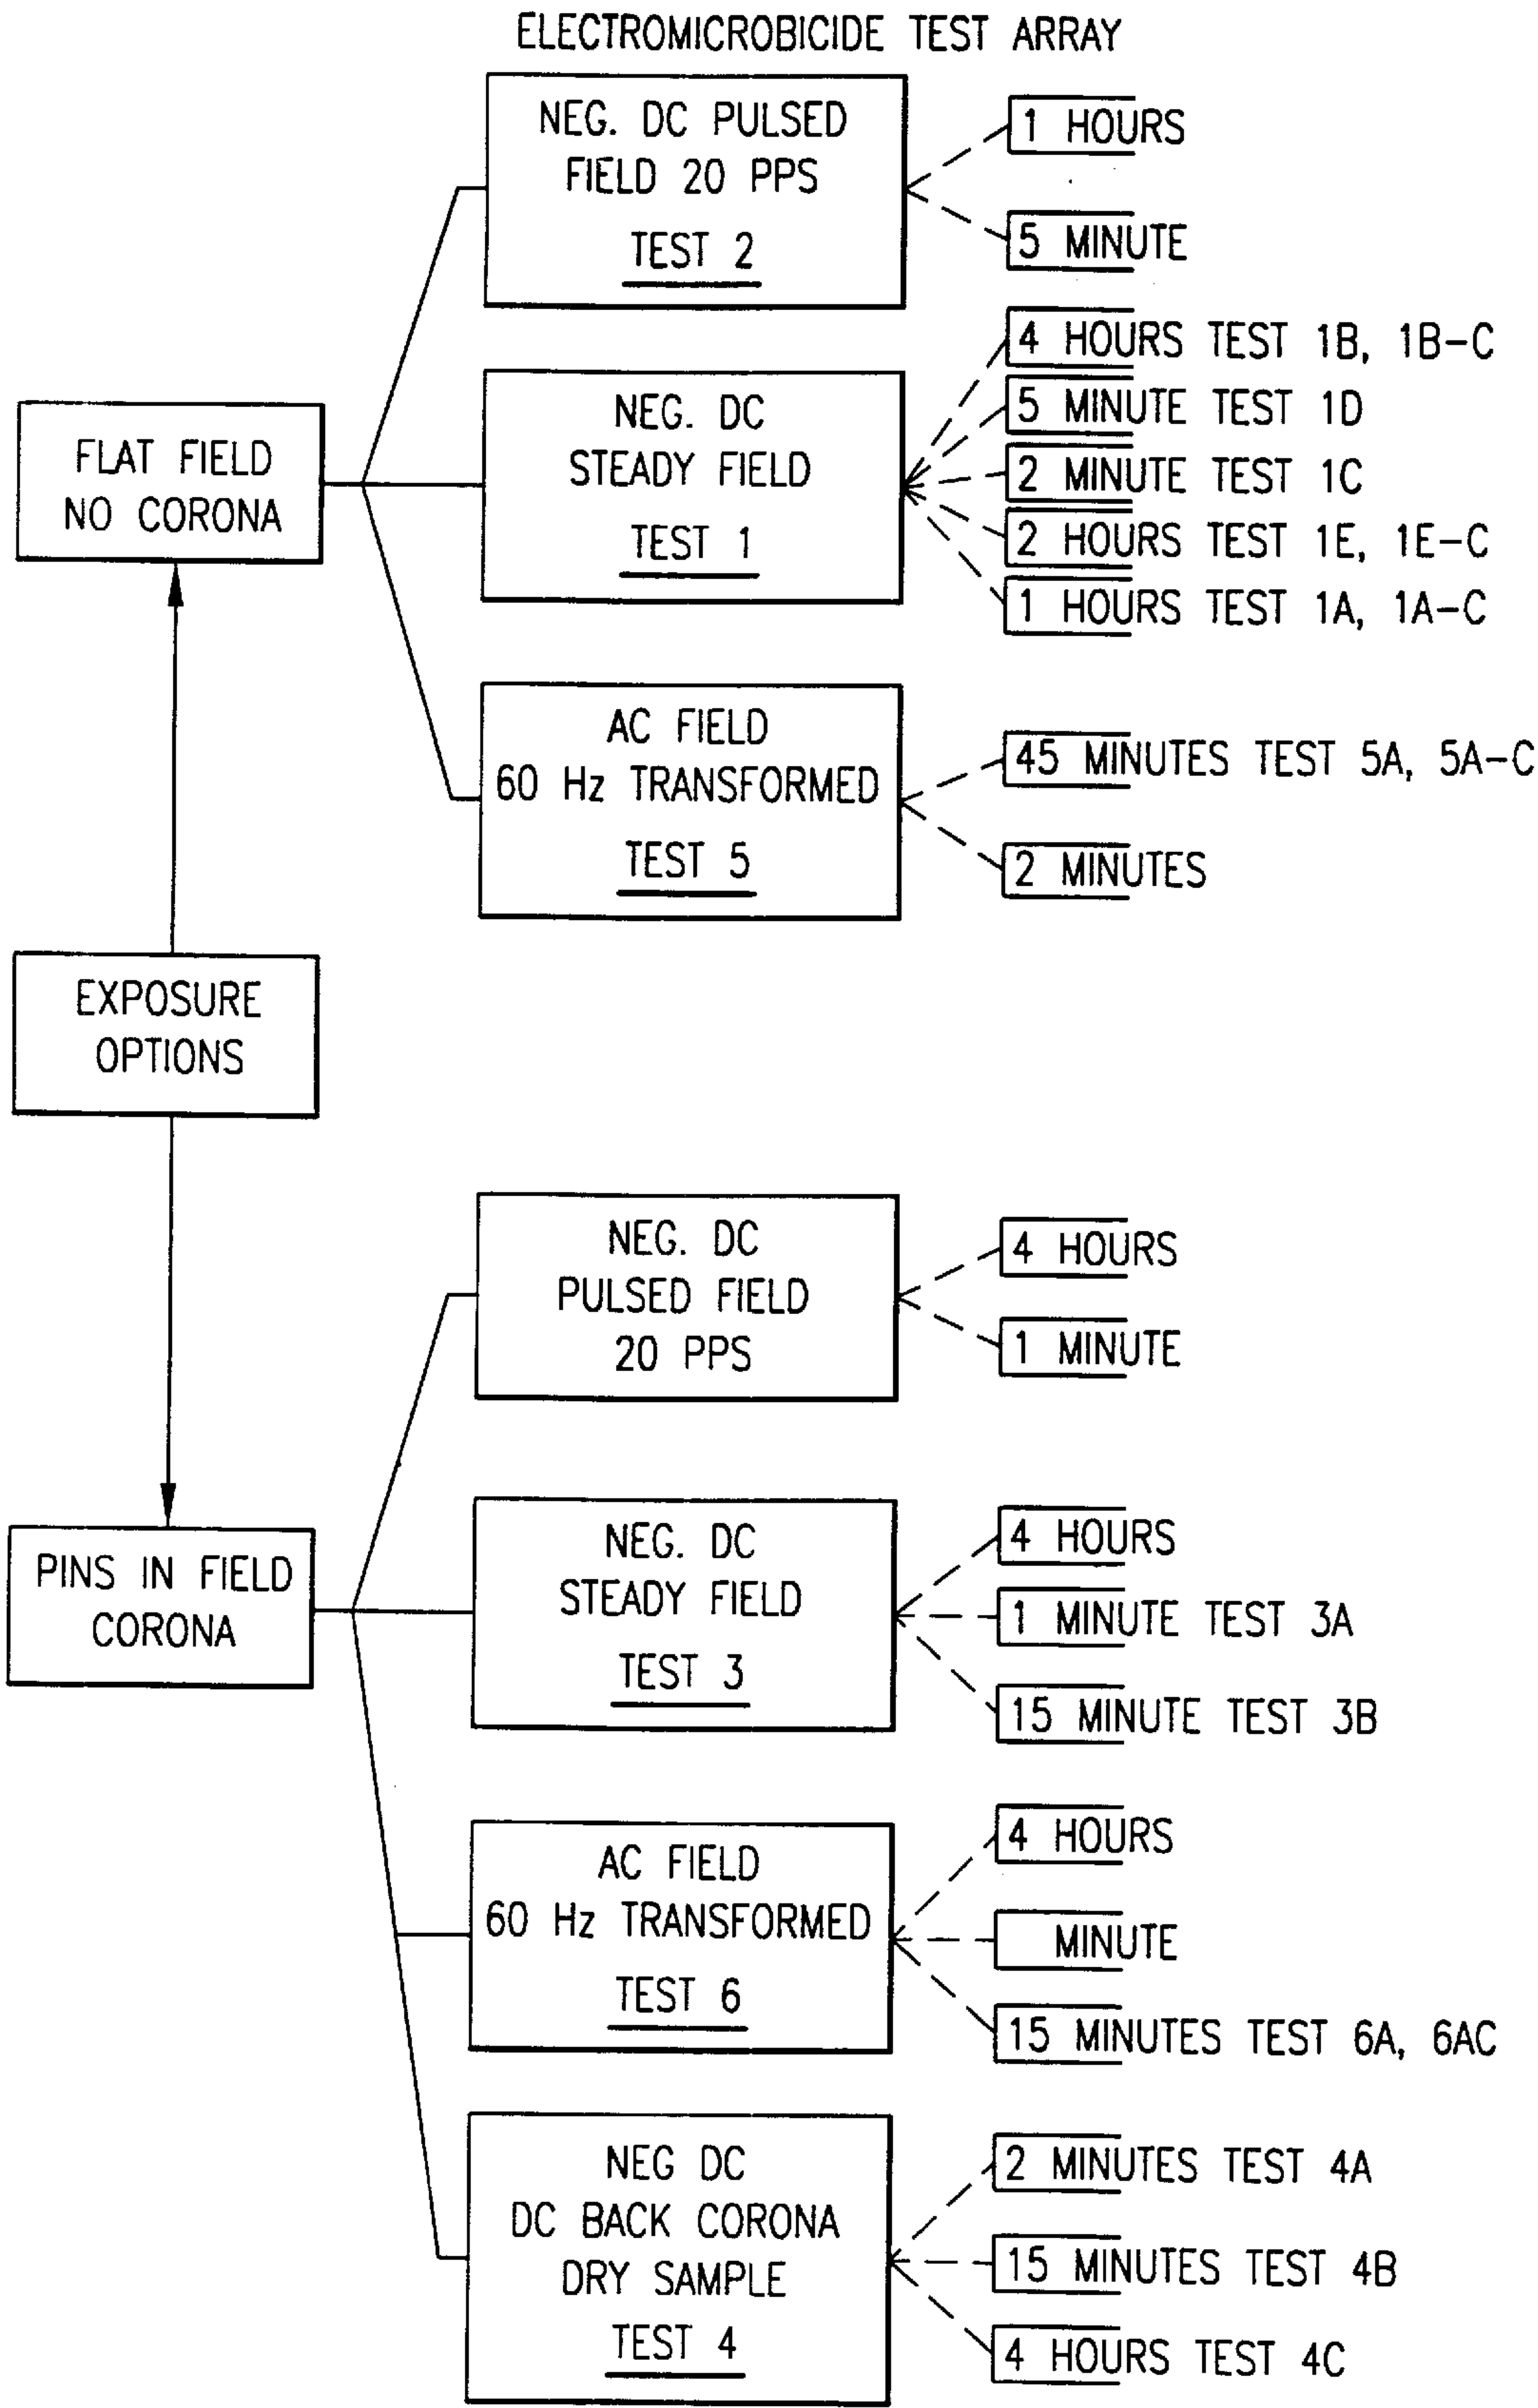 ELECTROMICROBICIDE TEST ARRAY
NEG. DC PULSED
FIELD 20 PPS
TEST 2
1 HOURS
5 MINUTE
FLAT FIELD
NO CORONA
NEG. DC
STEADY FIELD
TEST 1
4 HOURS TEST 1B, 1B-C
5 MINUTE TEST 1D
2 MINUTE TEST 1C
2 HOURS TEST 1E, 1E-C
1 HOURS TEST 1A, 1A-C
AC FIELD
60 Hz TRANSFORMED
TEST 5
45 MINUTES TEST 5A, 5A-C
2 MINUTES
EXPOSURE
OPTIONS
NEG. DC
PULSED FIELD
20 PPS
4 HOURS
1 MINUTE
PINS IN FIELD
CORONA
NEG. DC
STEADY FIELD
TEST 3
4 HOURS
1 MINUTE TEST 3A
15 MINUTE TEST 3B
AC FIELD
60 Hz TRANSFORMED
TEST 6
4 HOURS
MINUTE
15 MINUTES TEST 6A, 6AC
NEG DC
DC BACK CORONA
DRY SAMPLE
TEST 4
2 MINUTES TEST 4A
15 MINUTES TEST 4B
4 HOURS TEST 4C